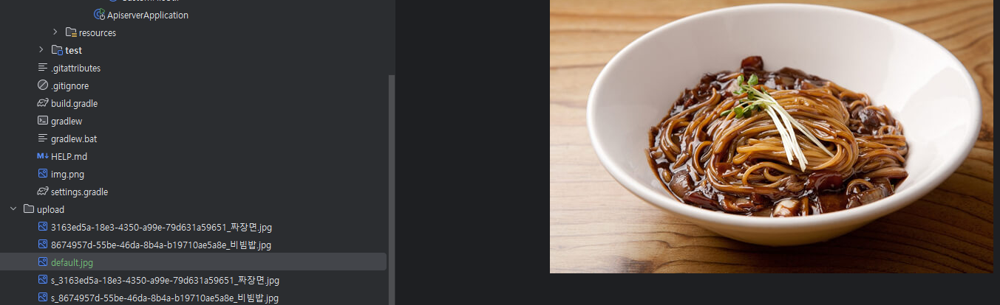 ApiserverApplication
resources
test
.gitattributes
.gitignore
build.gradle
gradlew
gradlew.bat
M↓ HELP.md
img.png
settings.gradle
upload
3163ed5a-18e3-4350-a99e-79d631a59651_짜장면.jpg
8674957d-55be-46da-8b4a-b19710ae5a8e_비빔밥.jpg
default.jpg
s_3163ed5a-18e3-4350-a99e-79d631a59651_짜장면.jpg
s_8674957d-55be-46da-8b4a-b19710ae5a8e_비빔밥.jpg